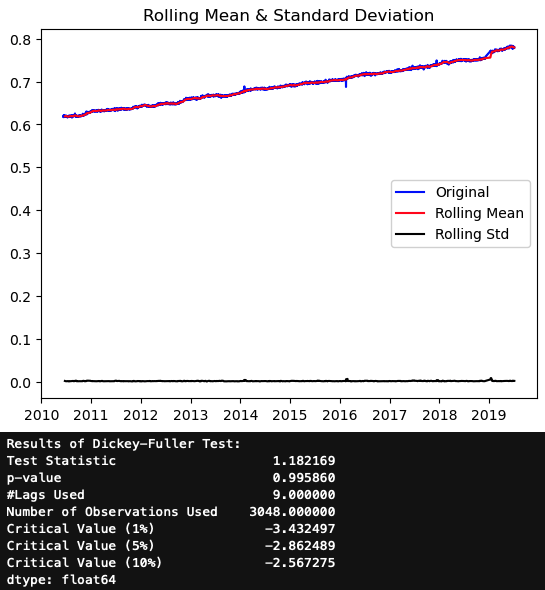 Rolling Mean & Standard Deviation
0.8
0.7
0.6
0.5
0.4
0.3
0.2
0.1
0.0
Original
Rolling Mean
Rolling Std
2010 2011 2012 2013 2014 2015 2016 2017 2018 2019
Results of Dickey-Fuller Test:
Test Statistic 1.182169
p-value 0.995860
#Lags Used 9.000000
Number of Observations Used 3048.000000
Critical Value (1%) -3.432497
Critical Value (5%) -2.862489
Critical Value (10%) -2.567275
dtype: float64